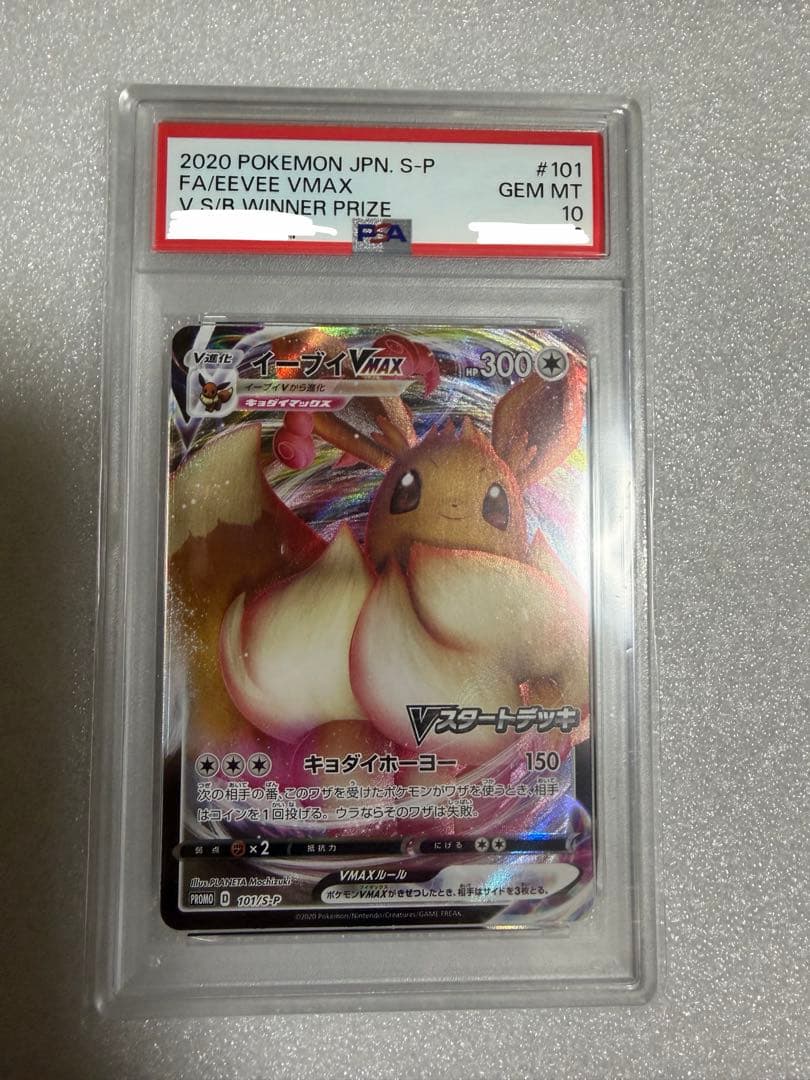 2020 POKEMON JPN. S-P #101
FA/EEVEE VMAX GEM MT
V S/B WINNER PRIZE 10
PSA
V進化 イーブイVMAX HP300
イーブイVから進化
キョダイマックス
Vスタートデッキ
キョダイホーヨー 150
次の相手の番、このワザを受けたポケモンがワザを使うとき、相手
はコインを1回投げる。ウラならそのワザは失敗。
弱点 ×2 抵抗力 にげる
Illus. PLANETA Mochizuki
VMAXルール
ポケモンVMAXがきぜつしたとき、相手はサイドを3枚とる。
PROMO D 101/S-P
©2020 Pokémon/Nintendo/Creatures/GAME FREAK